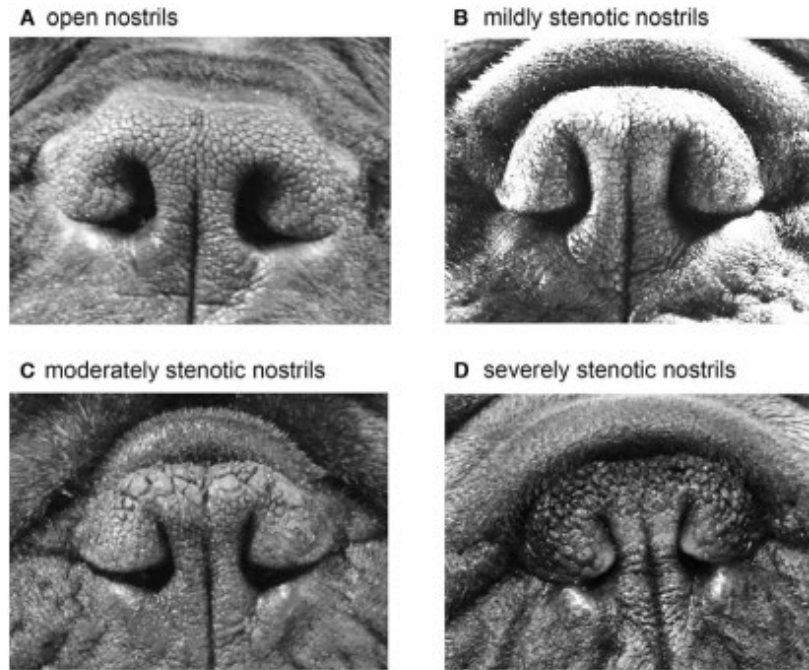 A open nostrils
B mildly stenotic nostrils
C moderately stenotic nostrils
D severely stenotic nostrils